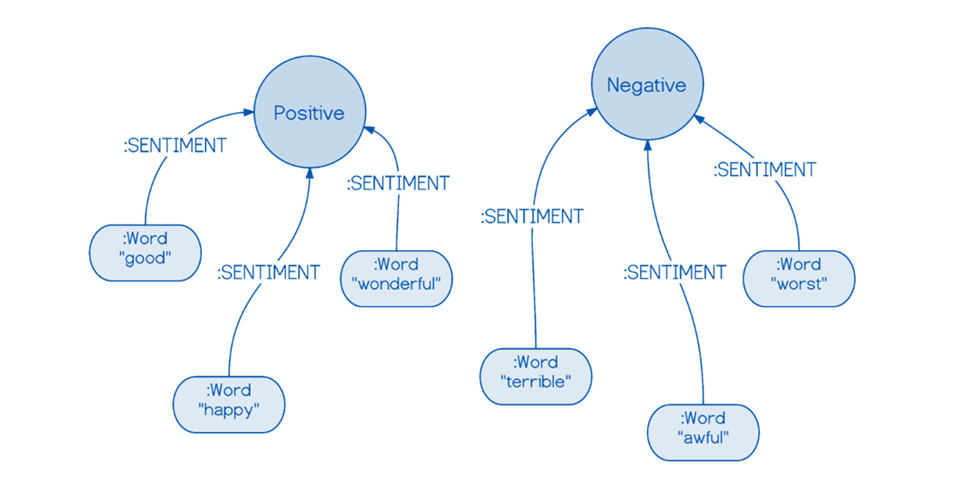 Positive
:SENTIMENT
:SENTIMENT
:SENTIMENT
:Word
"good"
:Word
"wonderful"
:Word
"happy"
Negative
:SENTIMENT
:SENTIMENT
:SENTIMENT
:Word
"worst"
:Word
"terrible"
:Word
"awful"